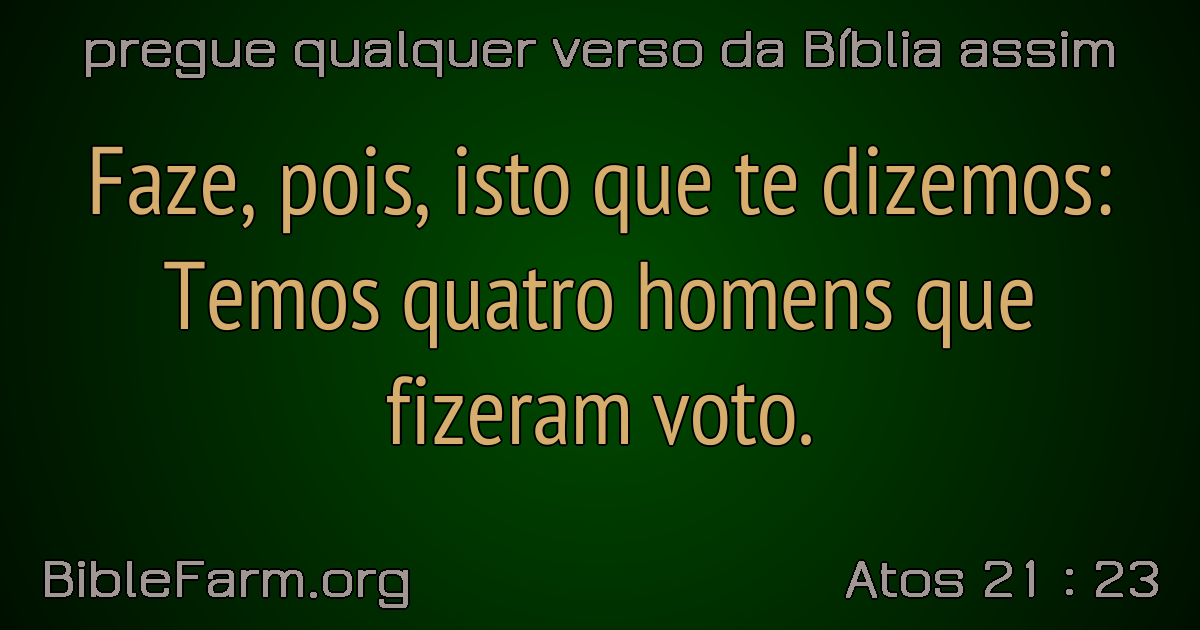 pregue qualquer verso da Bíblia assim
Faze, pois, isto que te dizemos:
Temos quatro homens que
fizeram voto.
BibleFarm.org
Atos 21 : 23